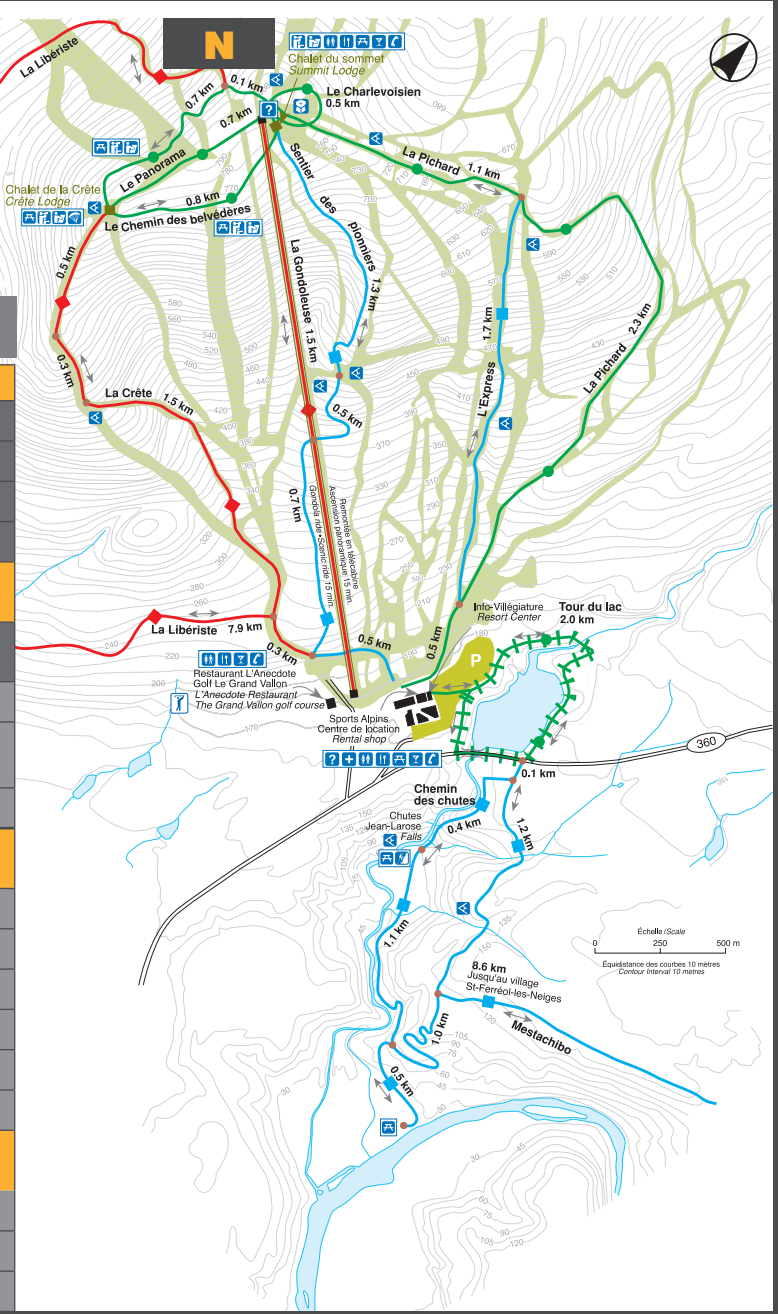 N
La Libériste
0.1 km
0.7 km
Chalet du sommet
Summit Lodge
Le Charlevoisien
0.5 km
0.7 km
Le Panorama
Chalet de la Crête
Crête Lodge
0.8 km
Le Chemin des belvédères
Sentier des pionniers 1.3 km
La Pichard 1.1 km
0.5 km
0.3 km
La Crête 1.5 km
La Gondoleuse 1.5 km
0.5 km
0.7 km
Remontée en télécabine
Ascension panoramique 15 min.
Gondola ride • Scenic ride 15 min.
L'Express 1.7 km
La Pichard 2.3 km
La Libériste 7.9 km
0.3 km
0.5 km
0.5 km
Info-Villégiature
Resort Center
Tour du lac
2.0 km
P
Restaurant L'Anecdote
Golf Le Grand Vallon
L'Anecdote Restaurant
The Grand Vallon golf course
Sports Alpins
Centre de location
Rental shop
360
0.1 km
Chemin
des chutes
Chutes
Jean-Larose
Falls
0.4 km
1.2 km
1.1 km
8.6 km
Jusqu'au village
St-Ferréol-les-Neiges
Mestachibo
1.0 km
0.5 km
Échelle/Scale
0 250 500 m
Équidistance des courbes 10 mètres
Contour Interval 10 metres